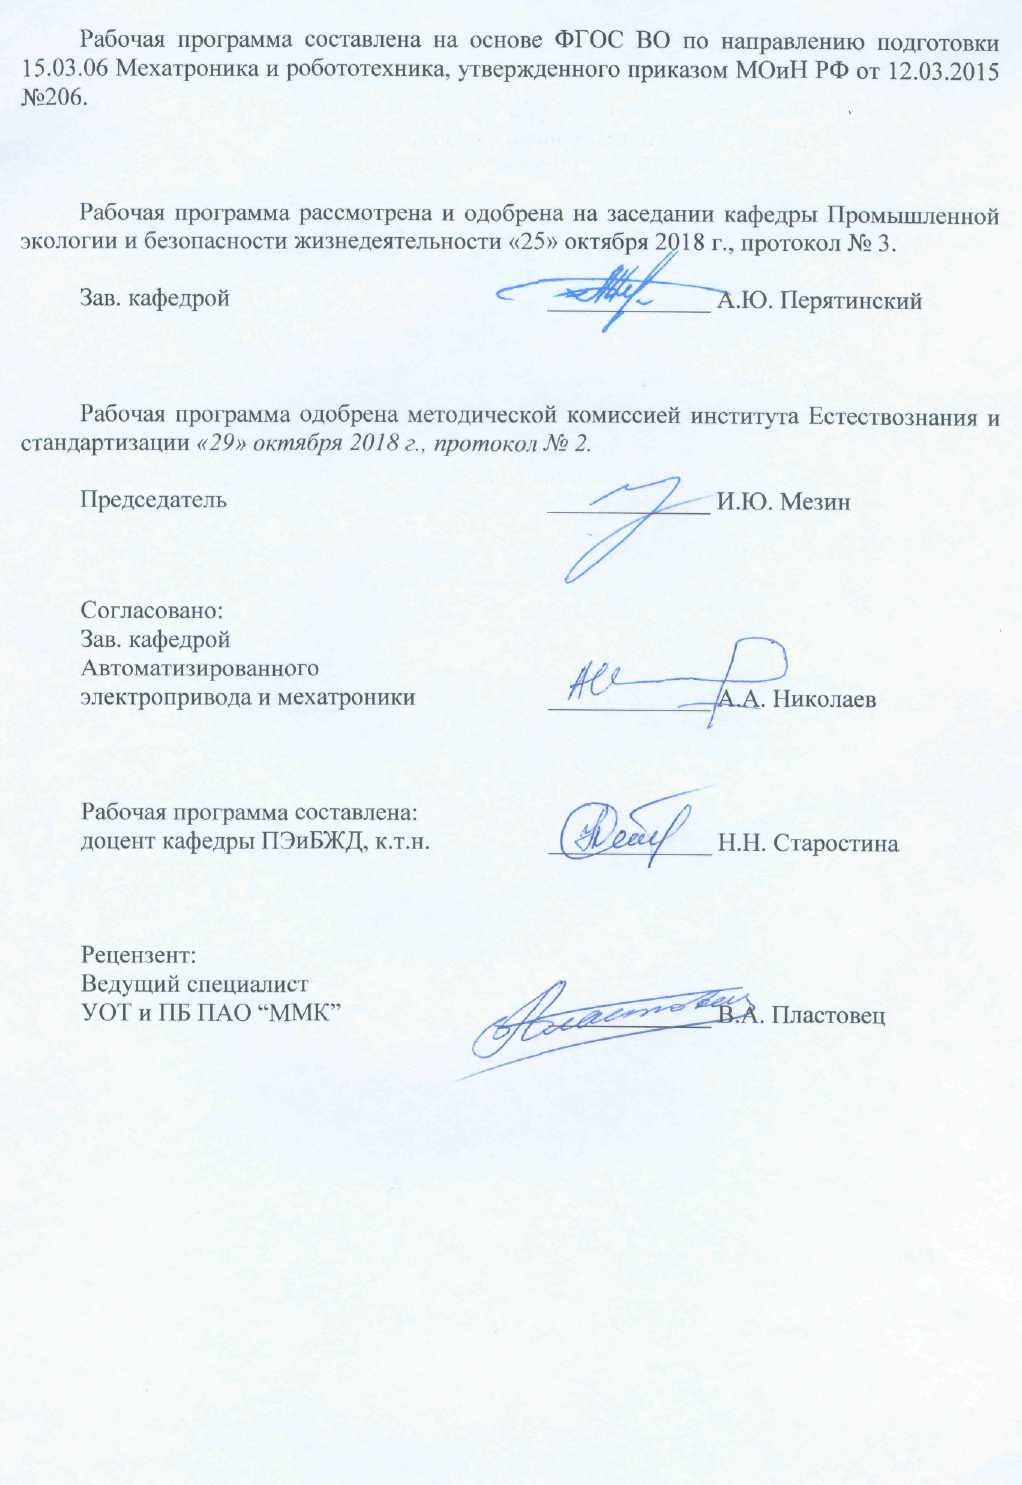 Рабочая программа составлена на основе ФГОС ВО по направлению подготовки
15.03.06 Мехатроника и робототехника, утвержденного приказом МОиН РФ от 12.03.2015
№206.
Рабочая программа рассмотрена и одобрена на заседании кафедры Промышленной
экологии и безопасности жизнедеятельности «25» октября 2018 г., протокол № 3.
Зав. кафедрой А.Ю. Перятинский
Рабочая программа одобрена методической комиссией института Естествознания и
стандартизации «29» октября 2018 г., протокол № 2.
Председатель И.Ю. Мезин
Согласовано:
Зав. кафедрой
Автоматизированного
электропривода и мехатроники А.А. Николаев
Рабочая программа составлена:
доцент кафедры ПЭиБЖД, к.т.н. Н.Н. Старостина
Рецензент:
Ведущий специалист
УОТ и ПБ ПАО “ММК” В.А. Пластовец